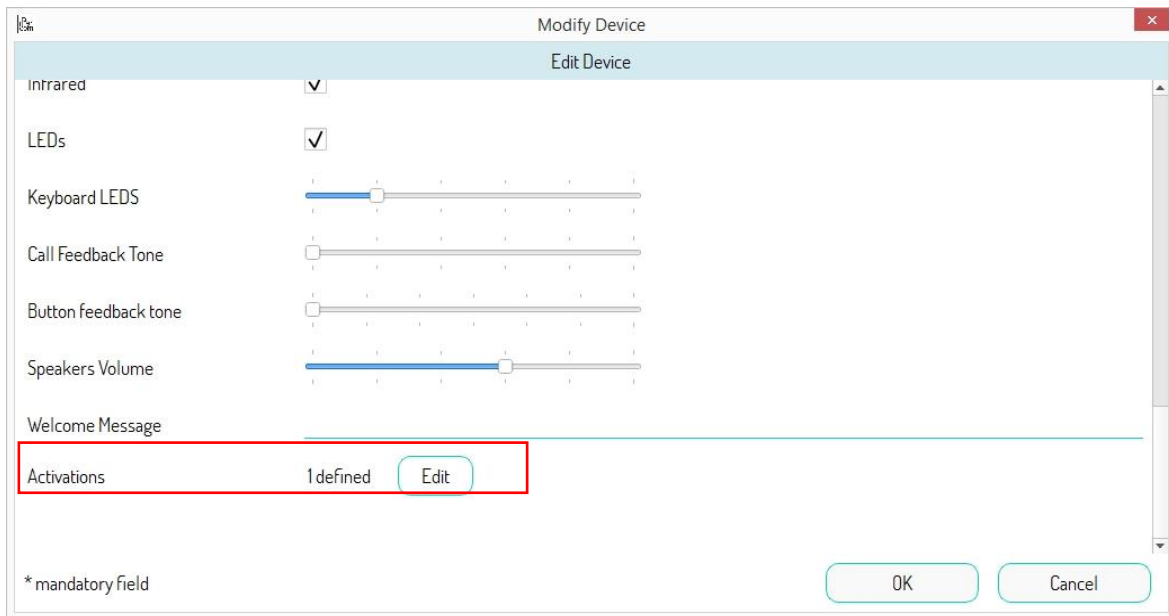 Modify Device
Edit Device
Infrared
LEDs
Keyboard LEDS
Call Feedback Tone
Button feedback tone
Speakers Volume
Welcome Message
Activations 1 defined Edit
* mandatory field OK Cancel